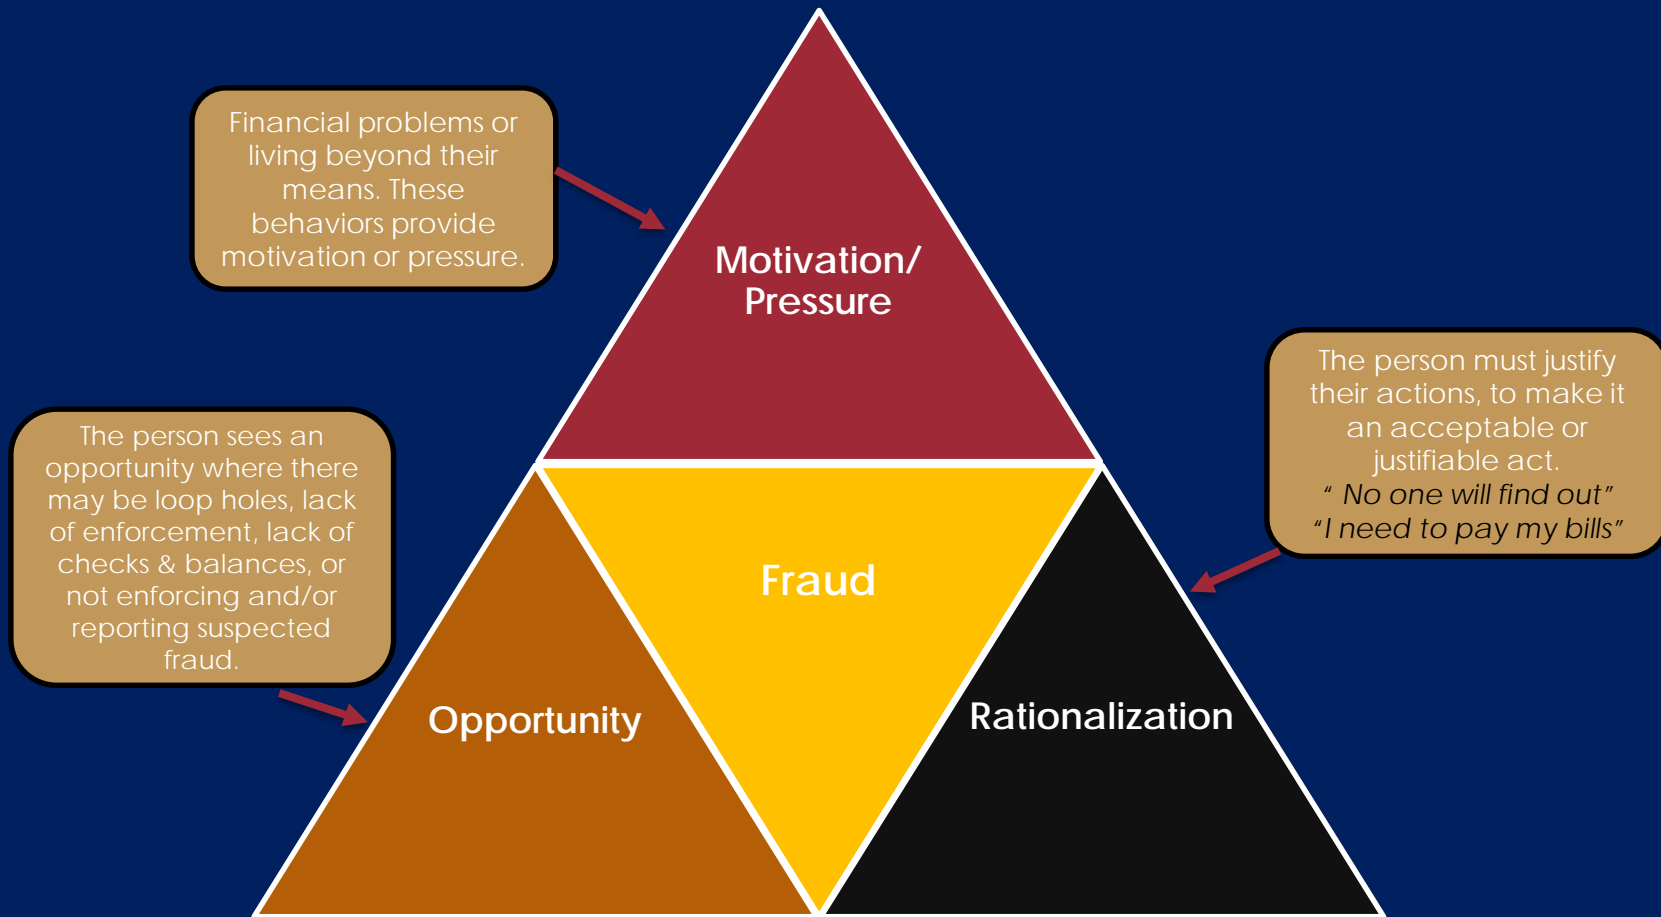 Financial problems or
living beyond their
means. These
behaviors provide
motivation or pressure.
Motivation/
Pressure
The person must justify
their actions, to make it
an acceptable or
justifiable act.
“ No one will find out”
“I need to pay my bills”
The person sees an
opportunity where there
may be loop holes, lack
of enforcement, lack of
checks & balances, or
not enforcing and/or
reporting suspected
fraud.
Fraud
Opportunity
Rationalization